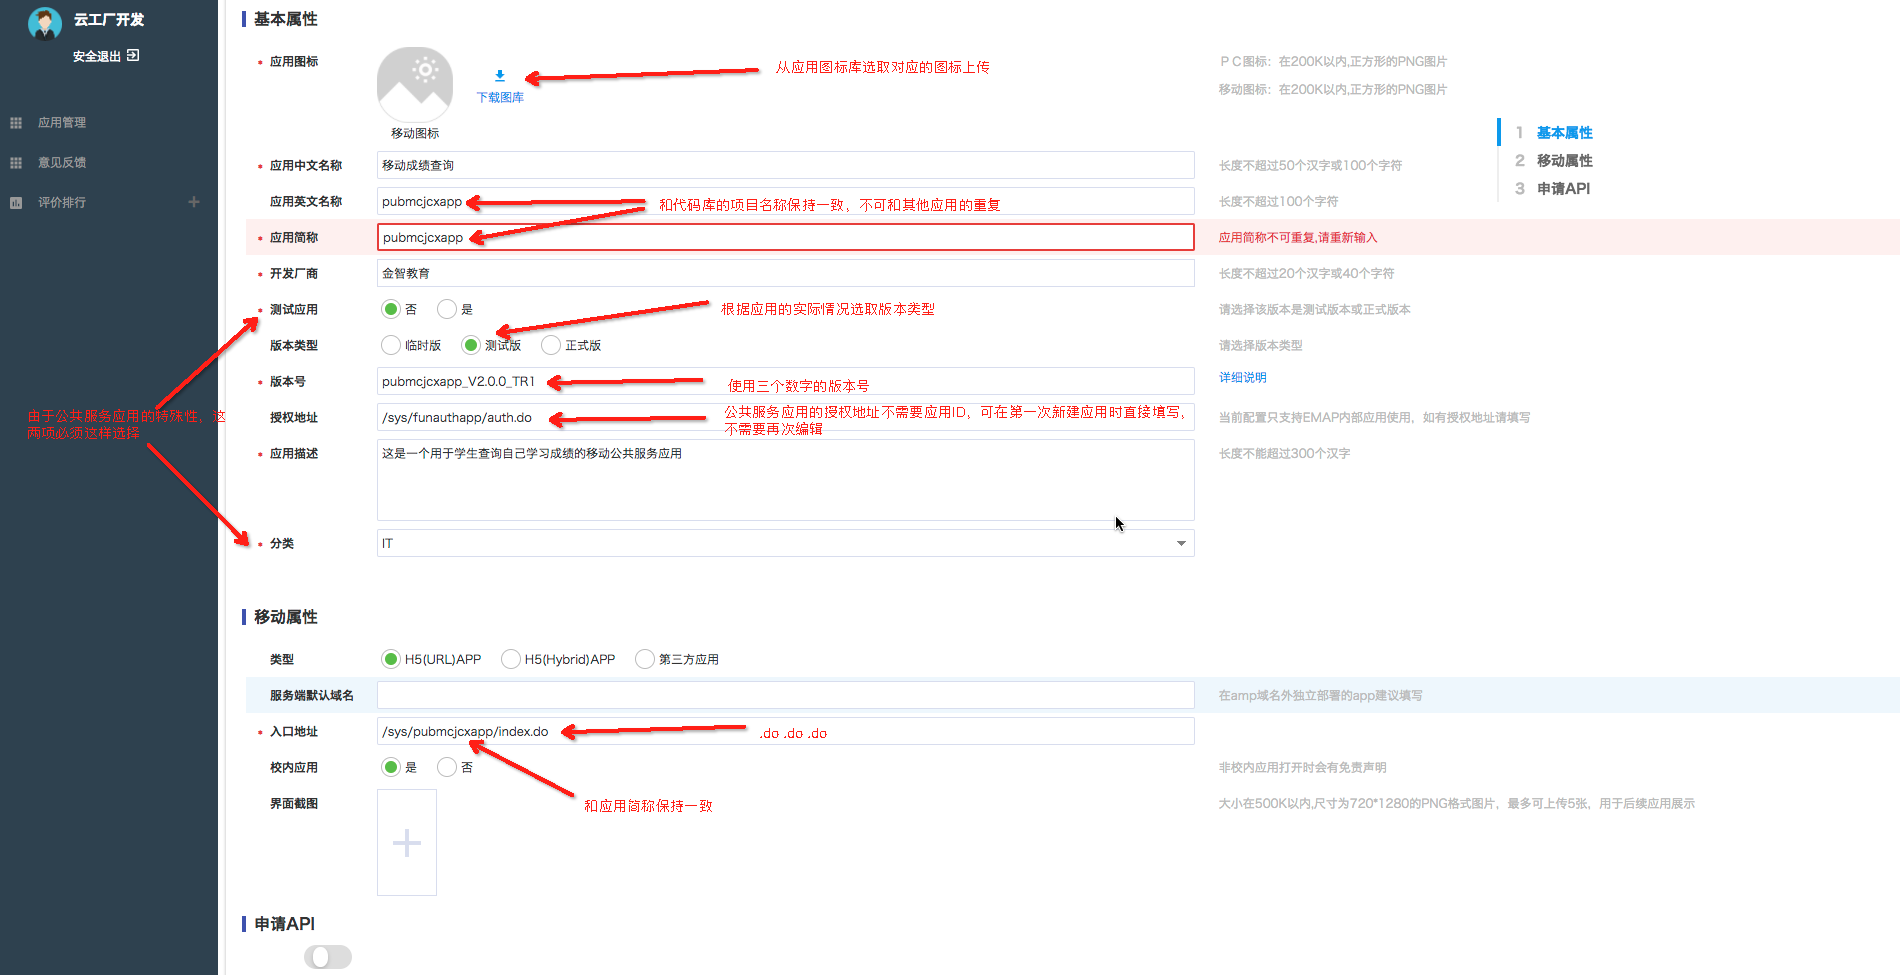 云工厂开发
安全退出
应用管理
意见反馈
评价排行
基本属性
* 应用图标
下载图库
从应用图标库选取对应的图标上传
PC图标：在200K以内,正方形的PNG图片
移动图标：在200K以内,正方形的PNG图片
移动图标
1 基本属性
2 移动属性
3 申请API
* 应用中文名称 移动成绩查询 长度不超过50个汉字或100个字符
应用英文名称 pubmcjcxapp 长度不超过100个字符
和代码库的项目名称保持一致，不可和其他应用的重复
* 应用简称 pubmcjcxapp 应用简称不可重复,请重新输入
* 开发厂商 金智教育 长度不超过20个汉字或40个字符
* 测试应用 否 是 请选择该版本是测试版本或正式版本
根据应用的实际情况选取版本类型
版本类型 临时版 测试版 正式版 请选择版本类型
* 版本号 pubmcjcxapp_V2.0.0_TR1 详细说明
使用三个数字的版本号
授权地址 /sys/funauthapp/auth.do 当前配置只支持EMAP内部应用使用，如有授权地址请填写
公共服务应用的授权地址不需要应用ID，可在第一次新建应用时直接填写，
不需要再次编辑
由于公共服务应用的特殊性，这
两项必须这样选择
* 应用描述 这是一个用于学生查询自己学习成绩的移动公共服务应用 长度不能超过300个汉字
* 分类 IT
移动属性
类型 H5(URL)APP H5(Hybrid)APP 第三方应用
服务端默认域名 在amp域名外独立部署的app建议填写
* 入口地址 /sys/pubmcjcxapp/index.do
.do .do .do
校内应用 是 否 非校内应用打开时会有免责声明
和应用简称保持一致
界面截图 大小在500K以内,尺寸为720*1280的PNG格式图片，最多可上传5张，用于后续应用展示
申请API